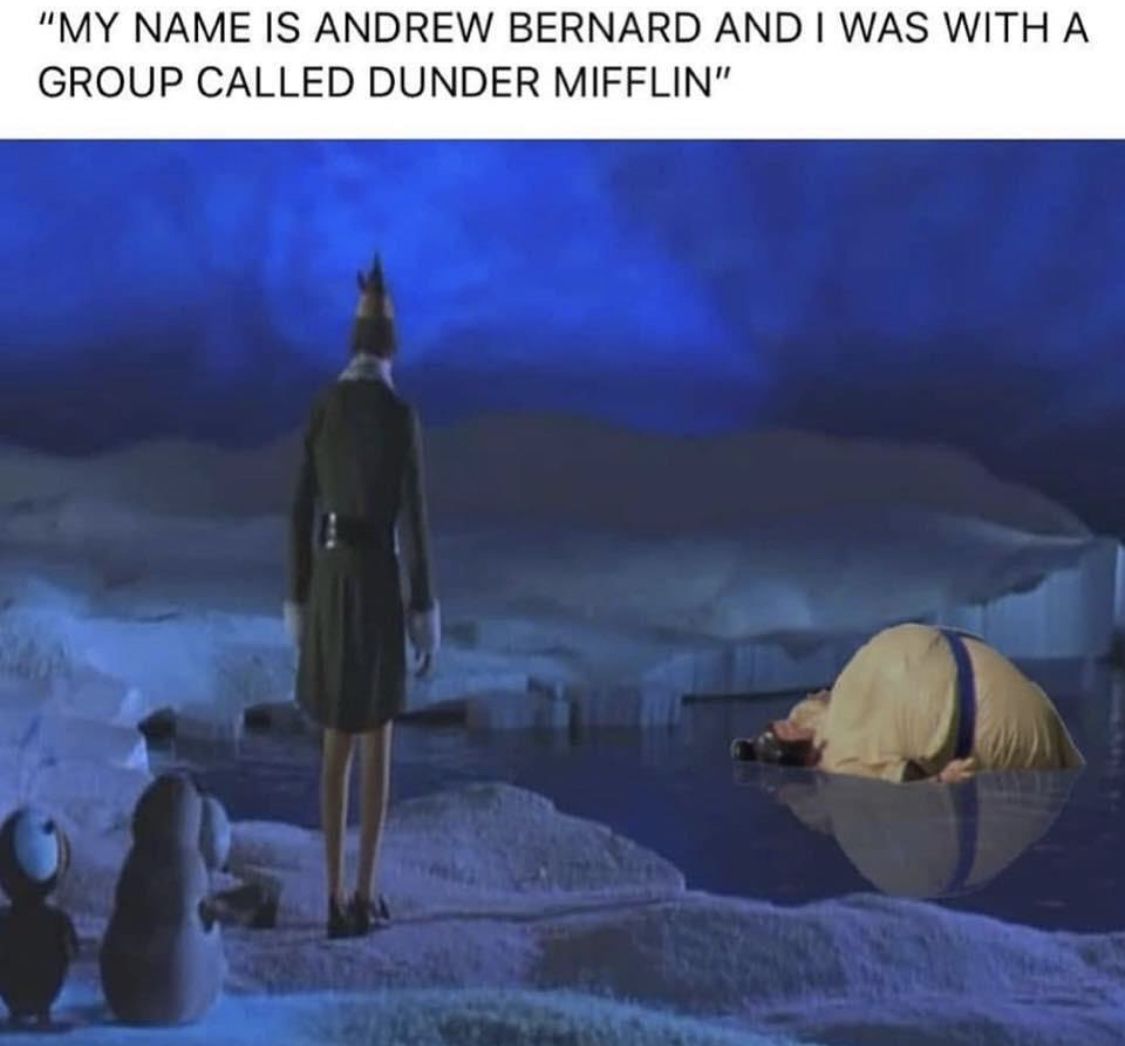 "MY NAME IS ANDREW BERNARD AND I WAS WITH A
GROUP CALLED DUNDER MIFFLIN"